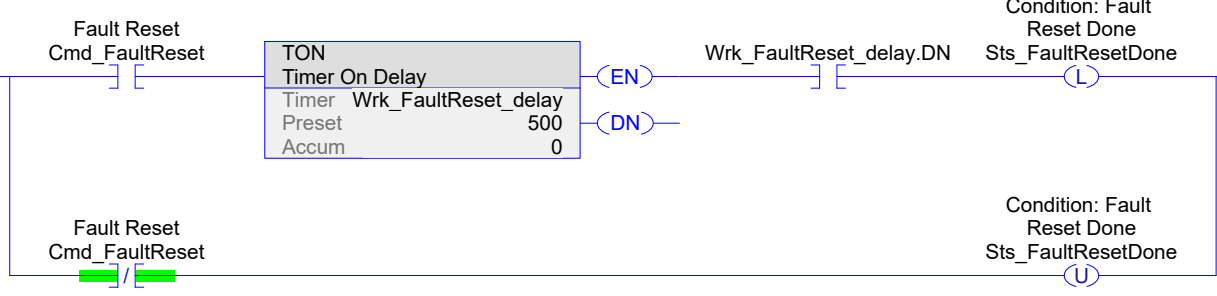 Condition: Fault
Fault Reset
Reset Done
Cmd_FaultReset
TON
Wrk_FaultReset_delay.DN
Sts_FaultResetDone
Timer On Delay
EN
L
Timer Wrk_FaultReset_delay
Preset 500
DN
Accum 0
Condition: Fault
Fault Reset
Reset Done
Cmd_FaultReset
Sts_FaultResetDone
/
U